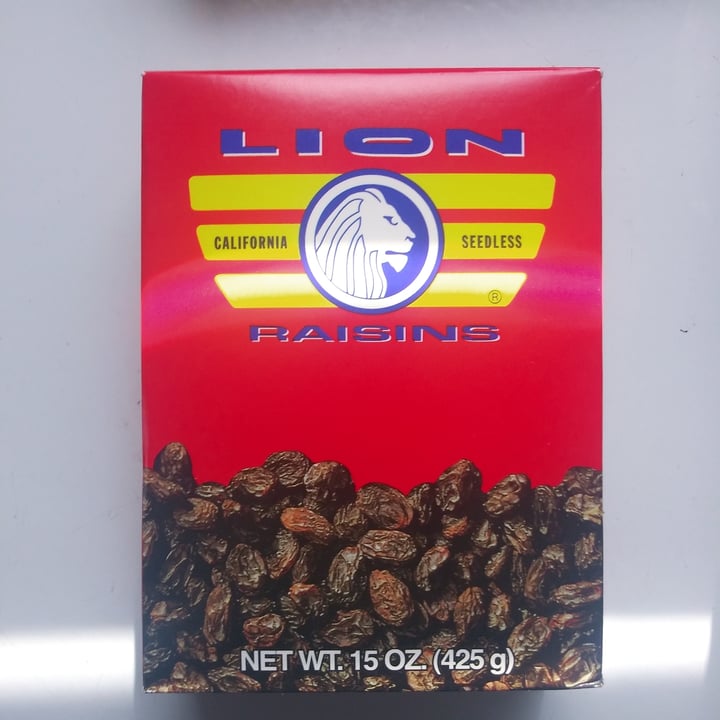 LION
CALIFORNIA SEEDLESS
®
RAISINS
NET WT. 15 OZ. (425 g)